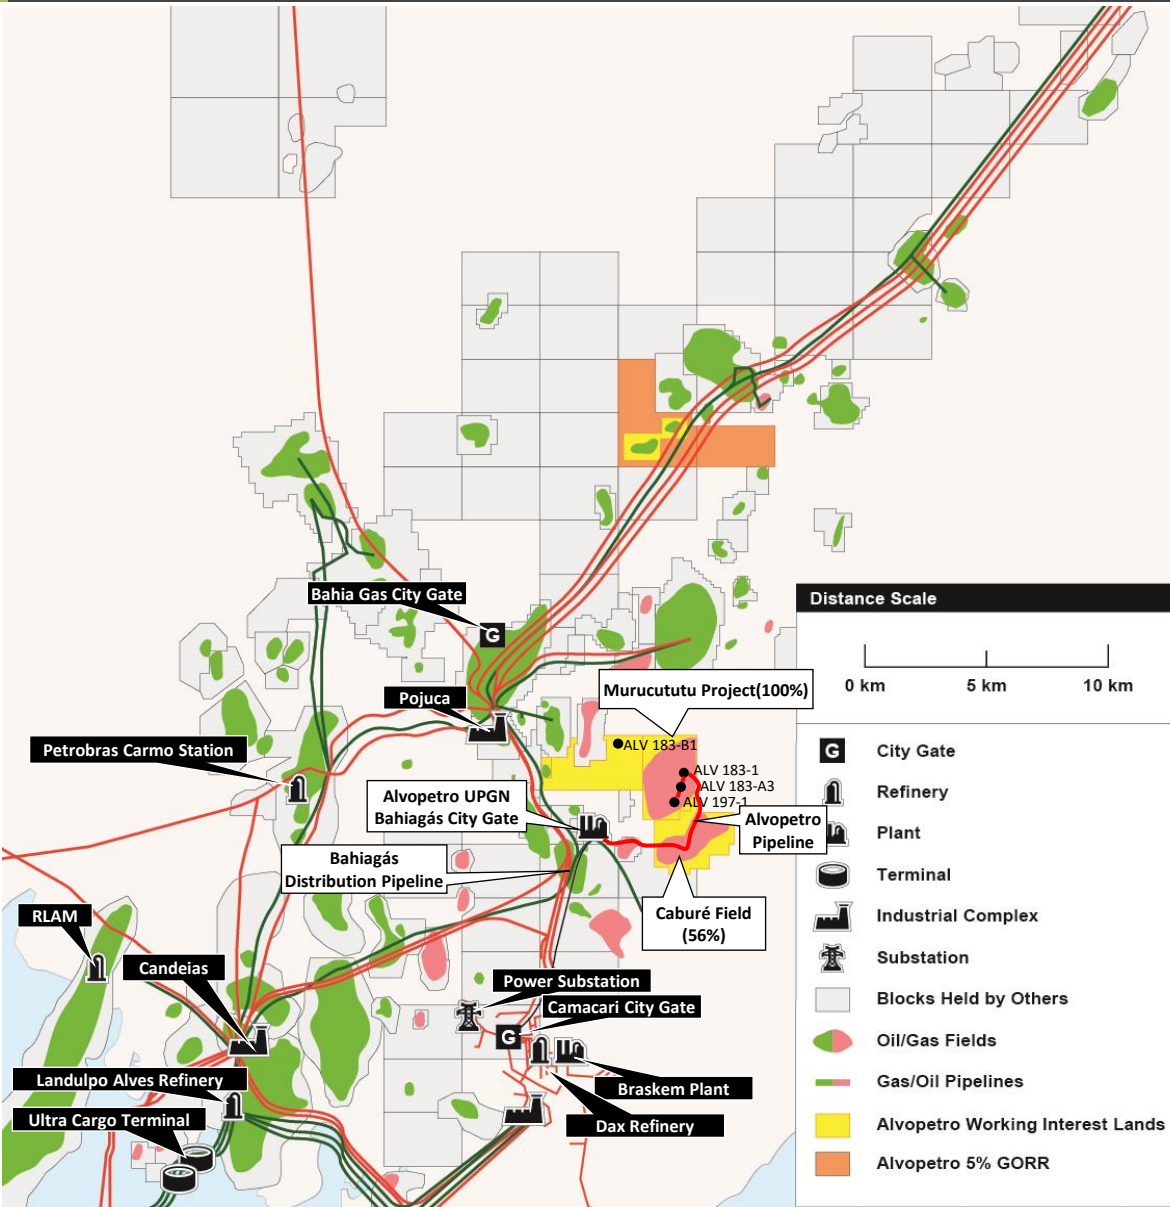 Bahia Gas City Gate
G
Pojuca
Murucututu Project(100%)
ALV 183-B1
ALV 183-1
ALV 183-A3
ALV 197-1
Petrobras Carmo Station
Alvopetro UPGN
Bahiagás City Gate
Alvopetro
Pipeline
Bahiagás
Distribution Pipeline
Caburé Field
(56%)
RLAM
Candeias
Power Substation
Camacari City Gate
G
Landulpo Alves Refinery
Braskem Plant
Ultra Cargo Terminal
Dax Refinery
Distance Scale
0 km
5 km
10 km
G
City Gate
Refinery
Plant
Terminal
Industrial Complex
Substation
Blocks Held by Others
Oil/Gas Fields
Gas/Oil Pipelines
Alvopetro Working Interest Lands
Alvopetro 5% GORR